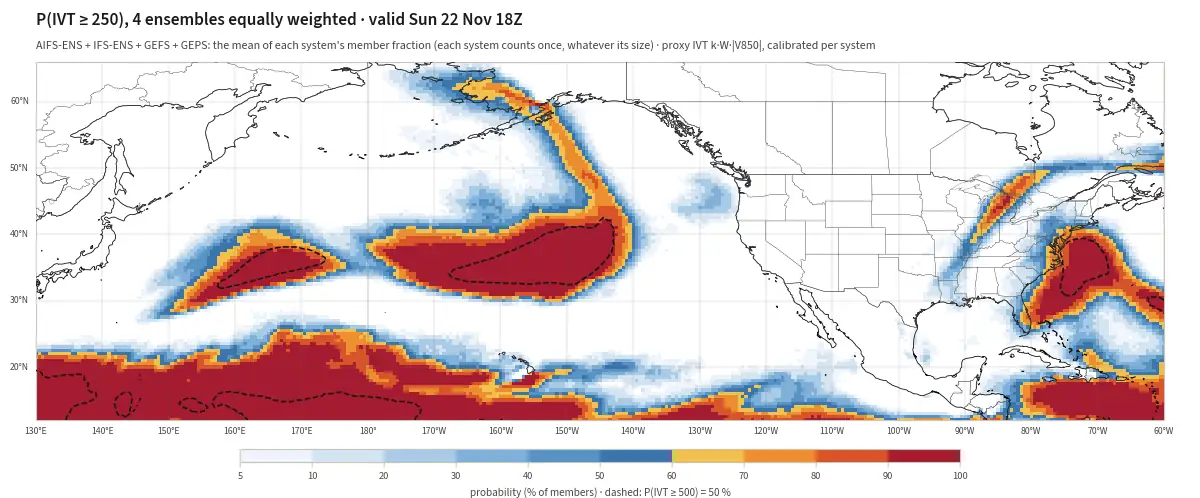 P(IVT ≥ 250), 4 ensembles equally weighted · valid Sun 22 Nov 18Z
AIFS-ENS + IFS-ENS + GEFS + GEPS: the mean of each system's member fraction (each system counts once, whatever its size) · proxy IVT k·W·|V850|, calibrated per system
60°N
50°N
40°N
30°N
20°N
130°E 140°E 150°E 160°E 170°E 180° 170°W 160°W 150°W 140°W 130°W 120°W 110°W 100°W 90°W 80°W 70°W 60°W
5 10 20 30 40 50 60 70 80 90 100
probability (% of members) · dashed: P(IVT ≥ 500) = 50 %